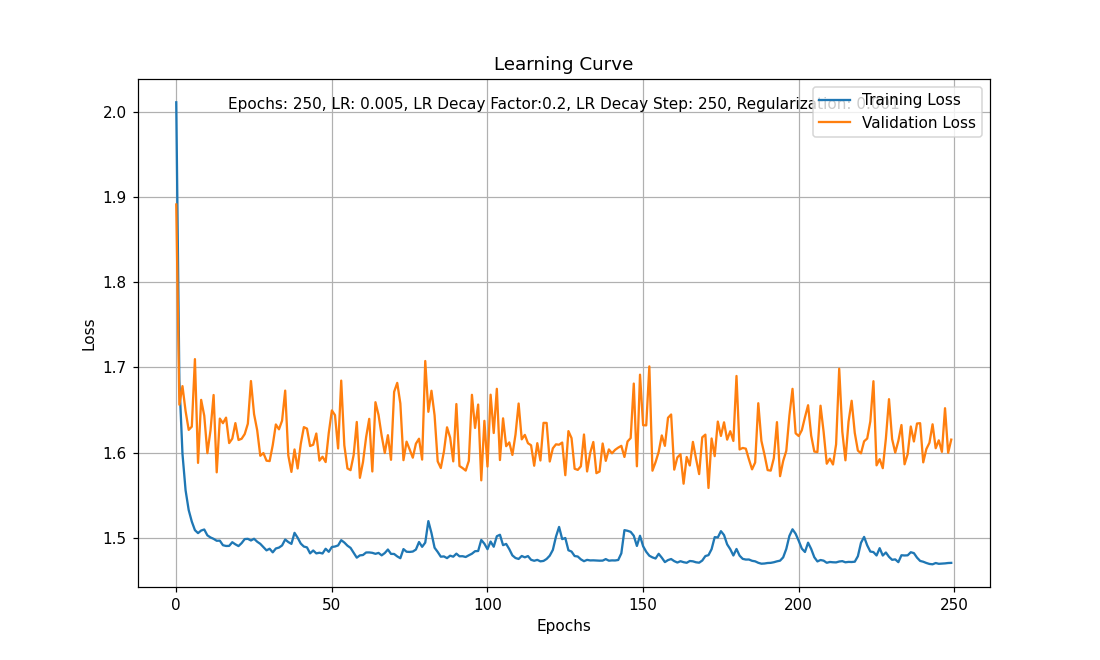 Learning Curve
Epochs: 250, LR: 0.005, LR Decay Factor:0.2, LR Decay Step: 250, Regularization: 0.001
Training Loss
Validation Loss
2.0
1.9
1.8
1.7
1.6
1.5
Loss
0 50 100 150 200 250
Epochs